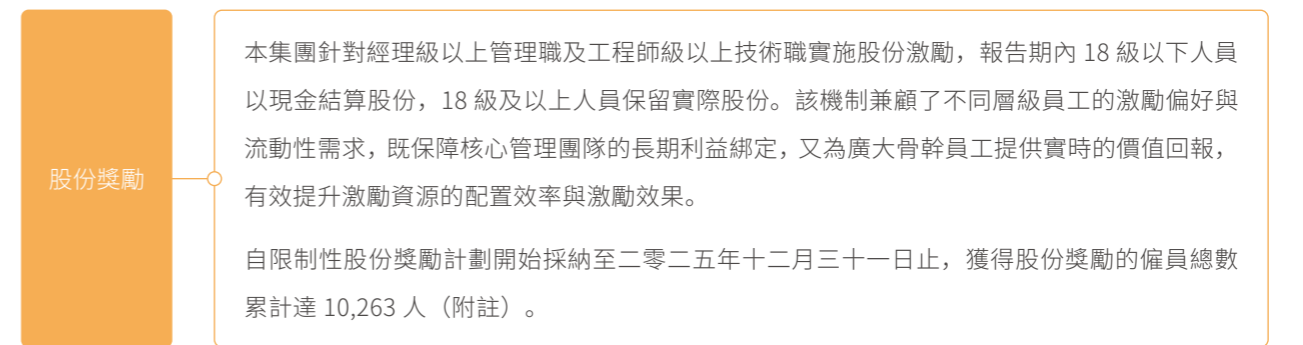 股份獎勵
本集團針對經理級以上管理職及工程師級以上技術職實施股份激勵，報告期內 18 級以下人員
以現金結算股份，18 級及以上人員保留實際股份。該機制兼顧了不同層級員工的激勵偏好與
流動性需求，既保障核心管理團隊的長期利益綁定，又為廣大骨幹員工提供實時的價值回報，
有效提升激勵資源的配置效率與激勵效果。
自限制性股份獎勵計劃開始採納至二零二五年十二月三十一日止，獲得股份獎勵的僱員總數
累計達 10,263 人（附註）。